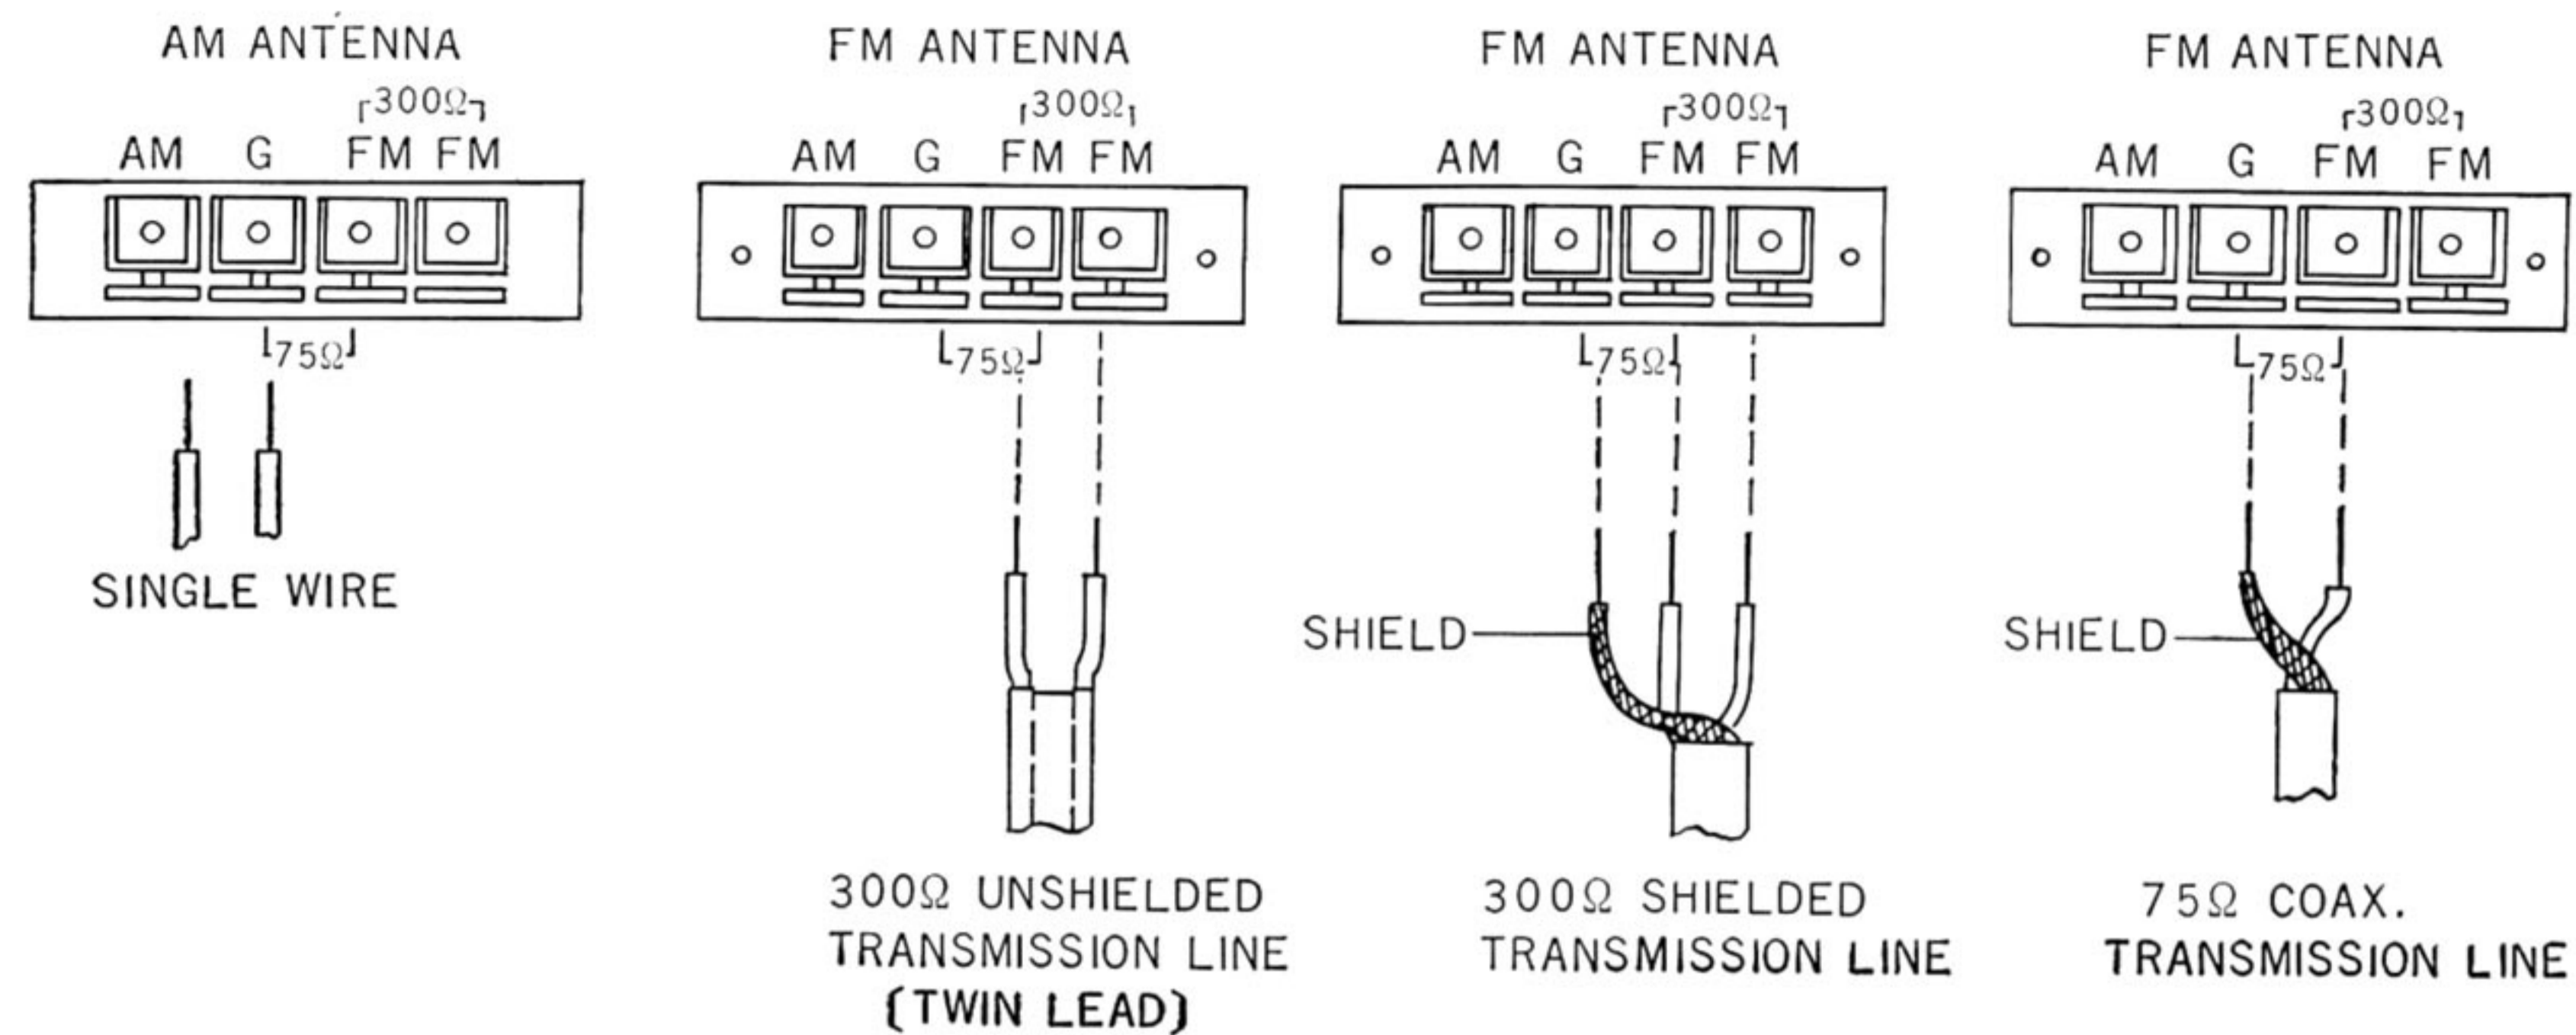 AM ANTENNA
300Ω
AM G FM FM
75Ω
SINGLE WIRE
FM ANTENNA
300Ω
AM G FM FM
75Ω
300Ω UNSHIELDED
TRANSMISSION LINE
(TWIN LEAD)
FM ANTENNA
300Ω
AM G FM FM
75Ω
SHIELD
300Ω SHIELDED
TRANSMISSION LINE
FM ANTENNA
300Ω
AM G FM FM
75Ω
SHIELD
75Ω COAX.
TRANSMISSION LINE